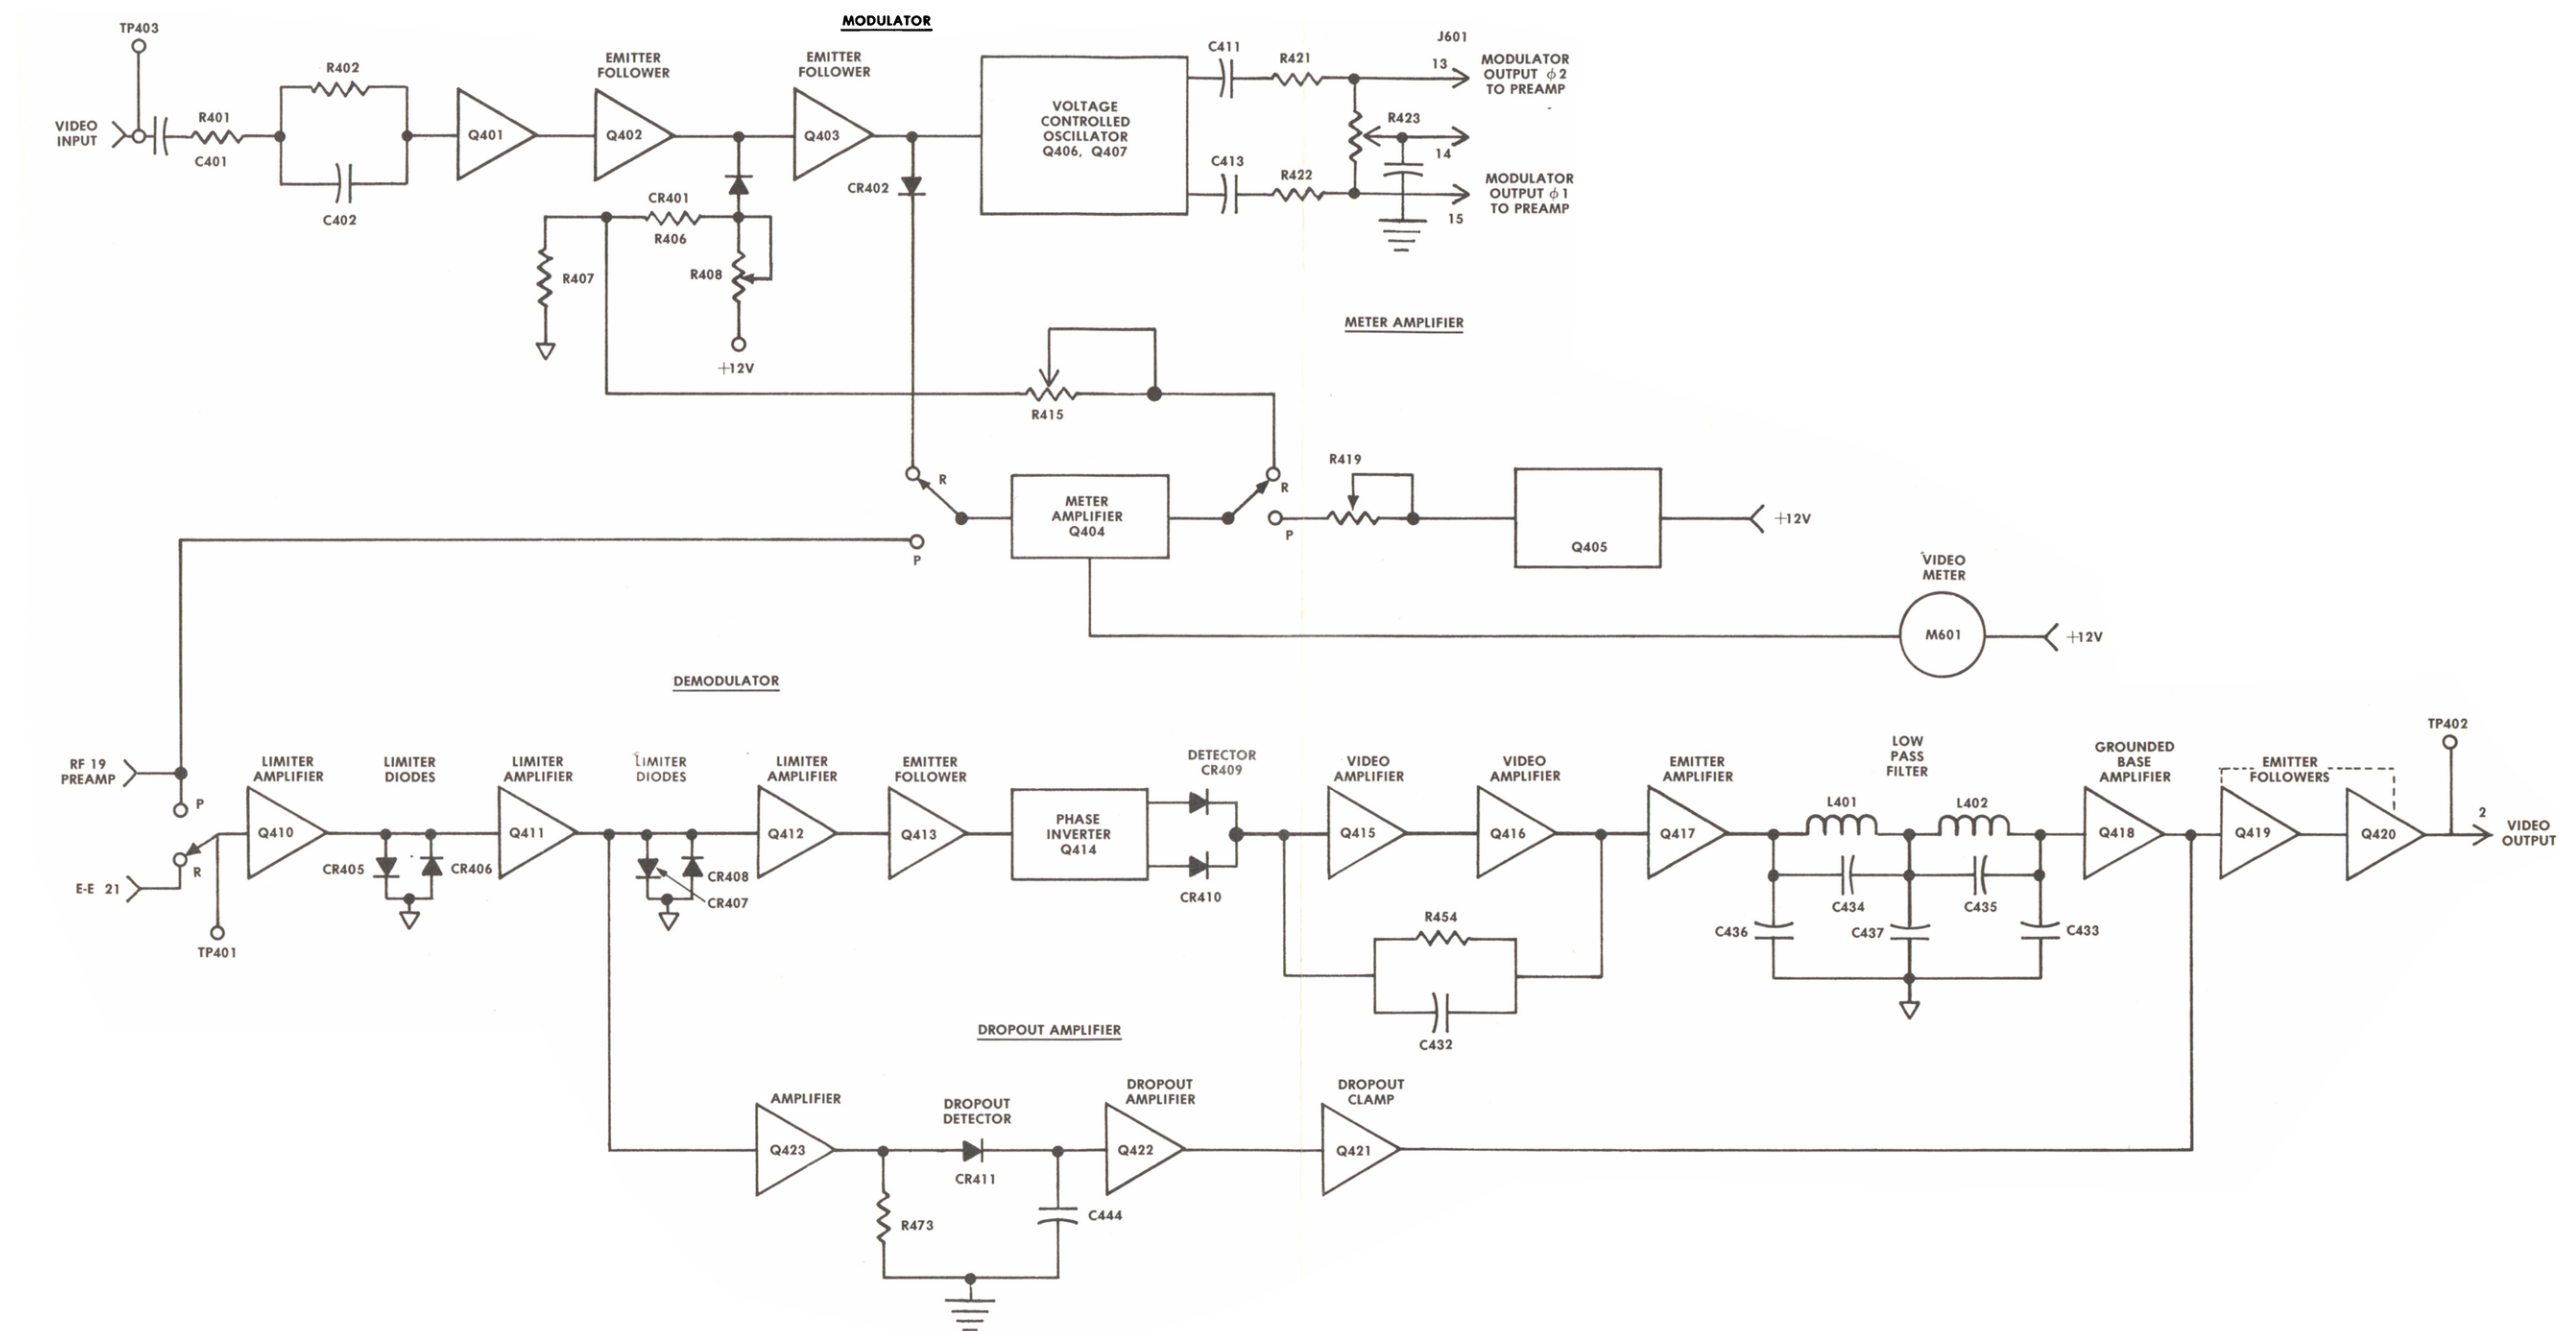 MODULATOR
TP403
VIDEO
INPUT
R401
C401
R402
C402
Q401
EMITTER
FOLLOWER
Q402
EMITTER
FOLLOWER
Q403
CR402
CR401
R406
R407
R408
+12V
VOLTAGE
CONTROLLED
OSCILLATOR
Q406, Q407
C411
R421
C413
R422
R423
J601
13
14
15
MODULATOR
OUTPUT ϕ2
TO PREAMP
MODULATOR
OUTPUT ϕ1
TO PREAMP
METER AMPLIFIER
R415
R
P
METER
AMPLIFIER
Q404
R
P
R419
Q405
+12V
VIDEO
METER
M601
+12V
DEMODULATOR
RF 19
PREAMP
P
R
E-E 21
TP401
LIMITER
AMPLIFIER
Q410
LIMITER
DIODES
CR405
CR406
LIMITER
AMPLIFIER
Q411
LIMITER
DIODES
CR408
CR407
LIMITER
AMPLIFIER
Q412
EMITTER
FOLLOWER
Q413
PHASE
INVERTER
Q414
DETECTOR
CR409
CR410
VIDEO
AMPLIFIER
Q415
VIDEO
AMPLIFIER
Q416
R454
C432
EMITTER
AMPLIFIER
Q417
LOW
PASS
FILTER
L401
L402
C434
C435
C436
C437
C433
GROUNDED
BASE
AMPLIFIER
Q418
EMITTER
FOLLOWERS
Q419
Q420
TP402
2
VIDEO
OUTPUT
DROPOUT AMPLIFIER
AMPLIFIER
Q423
DROPOUT
DETECTOR
CR411
R473
C444
DROPOUT
AMPLIFIER
Q422
DROPOUT
CLAMP
Q421